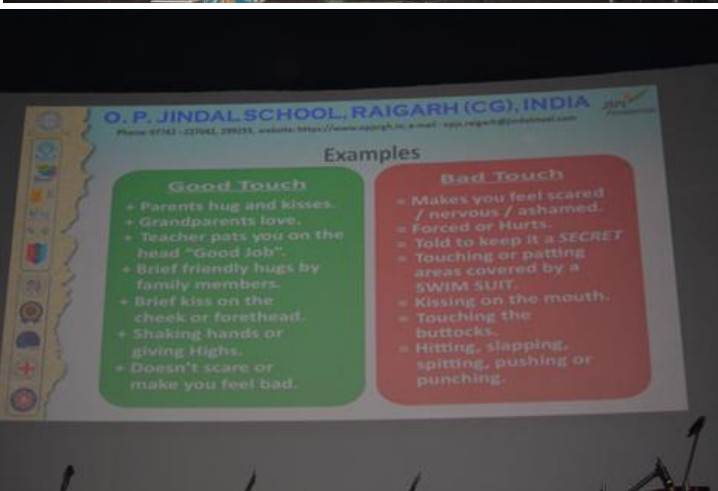 O. P. JINDAL SCHOOL, RAIGARH (CG), INDIA
Examples
Good Touch
+ Parents hug and kisses.
+ Grandparents love.
+ Teacher pats you on the
head "Good Job".
+ Brief friendly hugs by
family members.
+ Brief kiss on the
cheek or forethead.
+ Shaking hands or
giving Highs.
+ Doesn't scare or
make you feel bad.
Bad Touch
= Makes you feel scared
/ nervous / ashamed.
= Forced or Hurts.
= Told to keep it a SECRET
= Touching or patting
areas covered by a
SWIM SUIT.
= Kissing on the mouth.
= Touching the
buttocks.
= Hitting, slapping,
spitting, pushing or
punching.